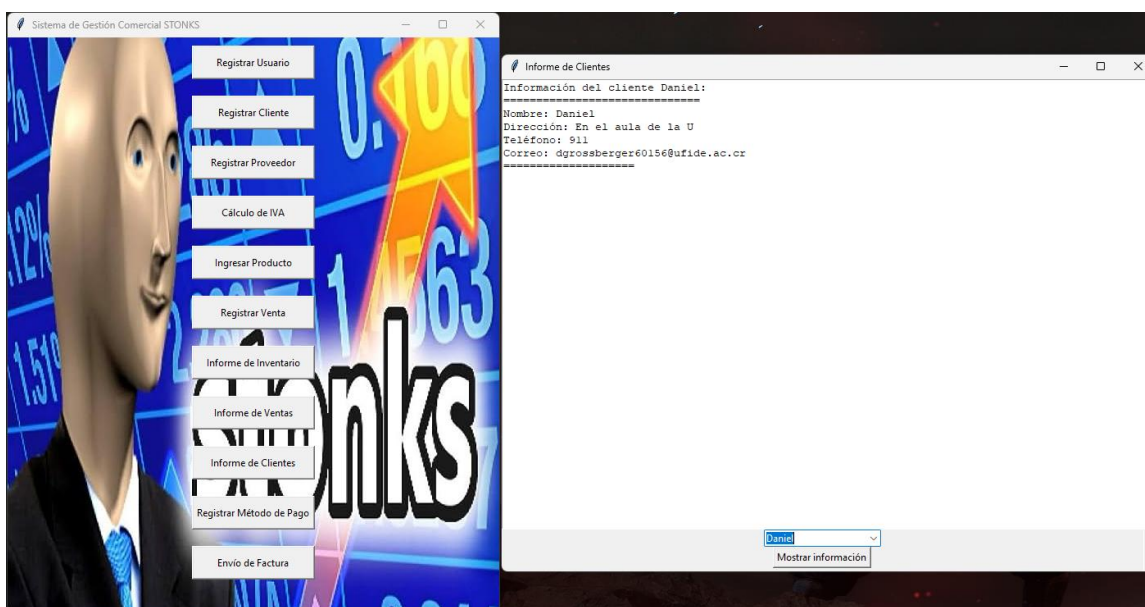 Sistema de Gestión Comercial STONKS
Registrar Usuario
Registrar Cliente
Registrar Proveedor
Cálculo de IVA
Ingresar Producto
Registrar Venta
Informe de Inventario
Informe de Ventas
Informe de Clientes
Registrar Método de Pago
Envío de Factura
nks
Informe de Clientes
Información del cliente Daniel:
==============================
Nombre: Daniel
Dirección: En el aula de la U
Teléfono: 911
Correo: dgrossberger60156@ufide.ac.cr
====================
Daniel
Mostrar información